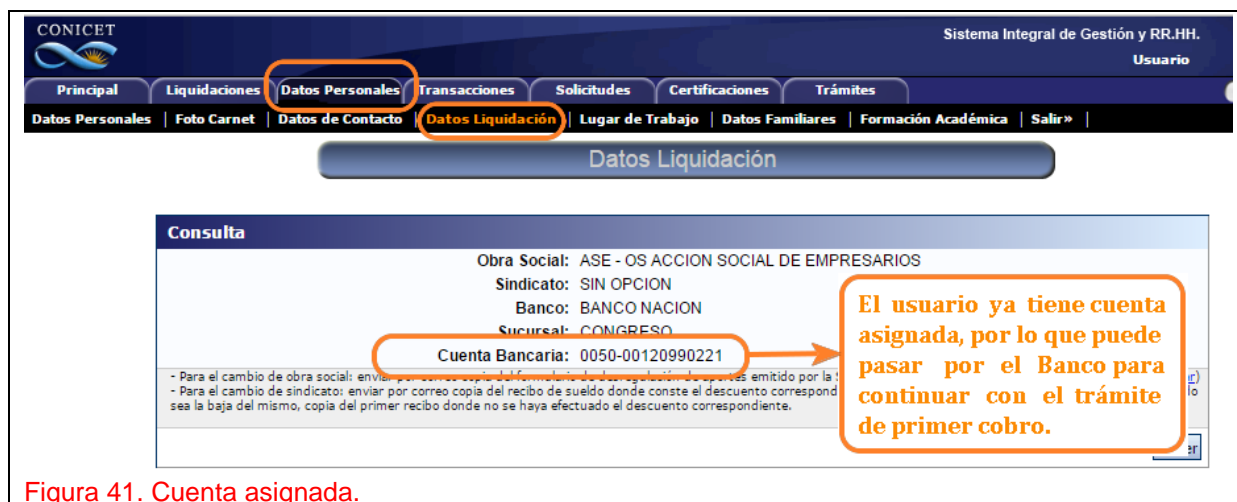 CONICET
Sistema Integral de Gestión y RR.HH.
Usuario
Principal Liquidaciones Datos Personales Transacciones Solicitudes Certificaciones Trámites
Datos Personales | Foto Carnet | Datos de Contacto | Datos Liquidación | Lugar de Trabajo | Datos Familiares | Formación Académica | Salir» |
Datos Liquidación
Consulta
Obra Social: ASE - OS ACCION SOCIAL DE EMPRESARIOS
Sindicato: SIN OPCION
Banco: BANCO NACION
Sucursal: CONGRESO
Cuenta Bancaria: 0050-00120990221
El usuario ya tiene cuenta
asignada, por lo que puede
pasar por el Banco para
continuar con el trámite
de primer cobro.
- Para el cambio de obra social: enviar por correo copia del formulario de desregulación de aportes emitido por la
- Para el cambio de sindicato: enviar por correo copia del recibo de sueldo donde conste el descuento
sea la baja del mismo, copia del primer recibo donde no se haya efectuado el descuento correspondiente.
Figura 41. Cuenta asignada.